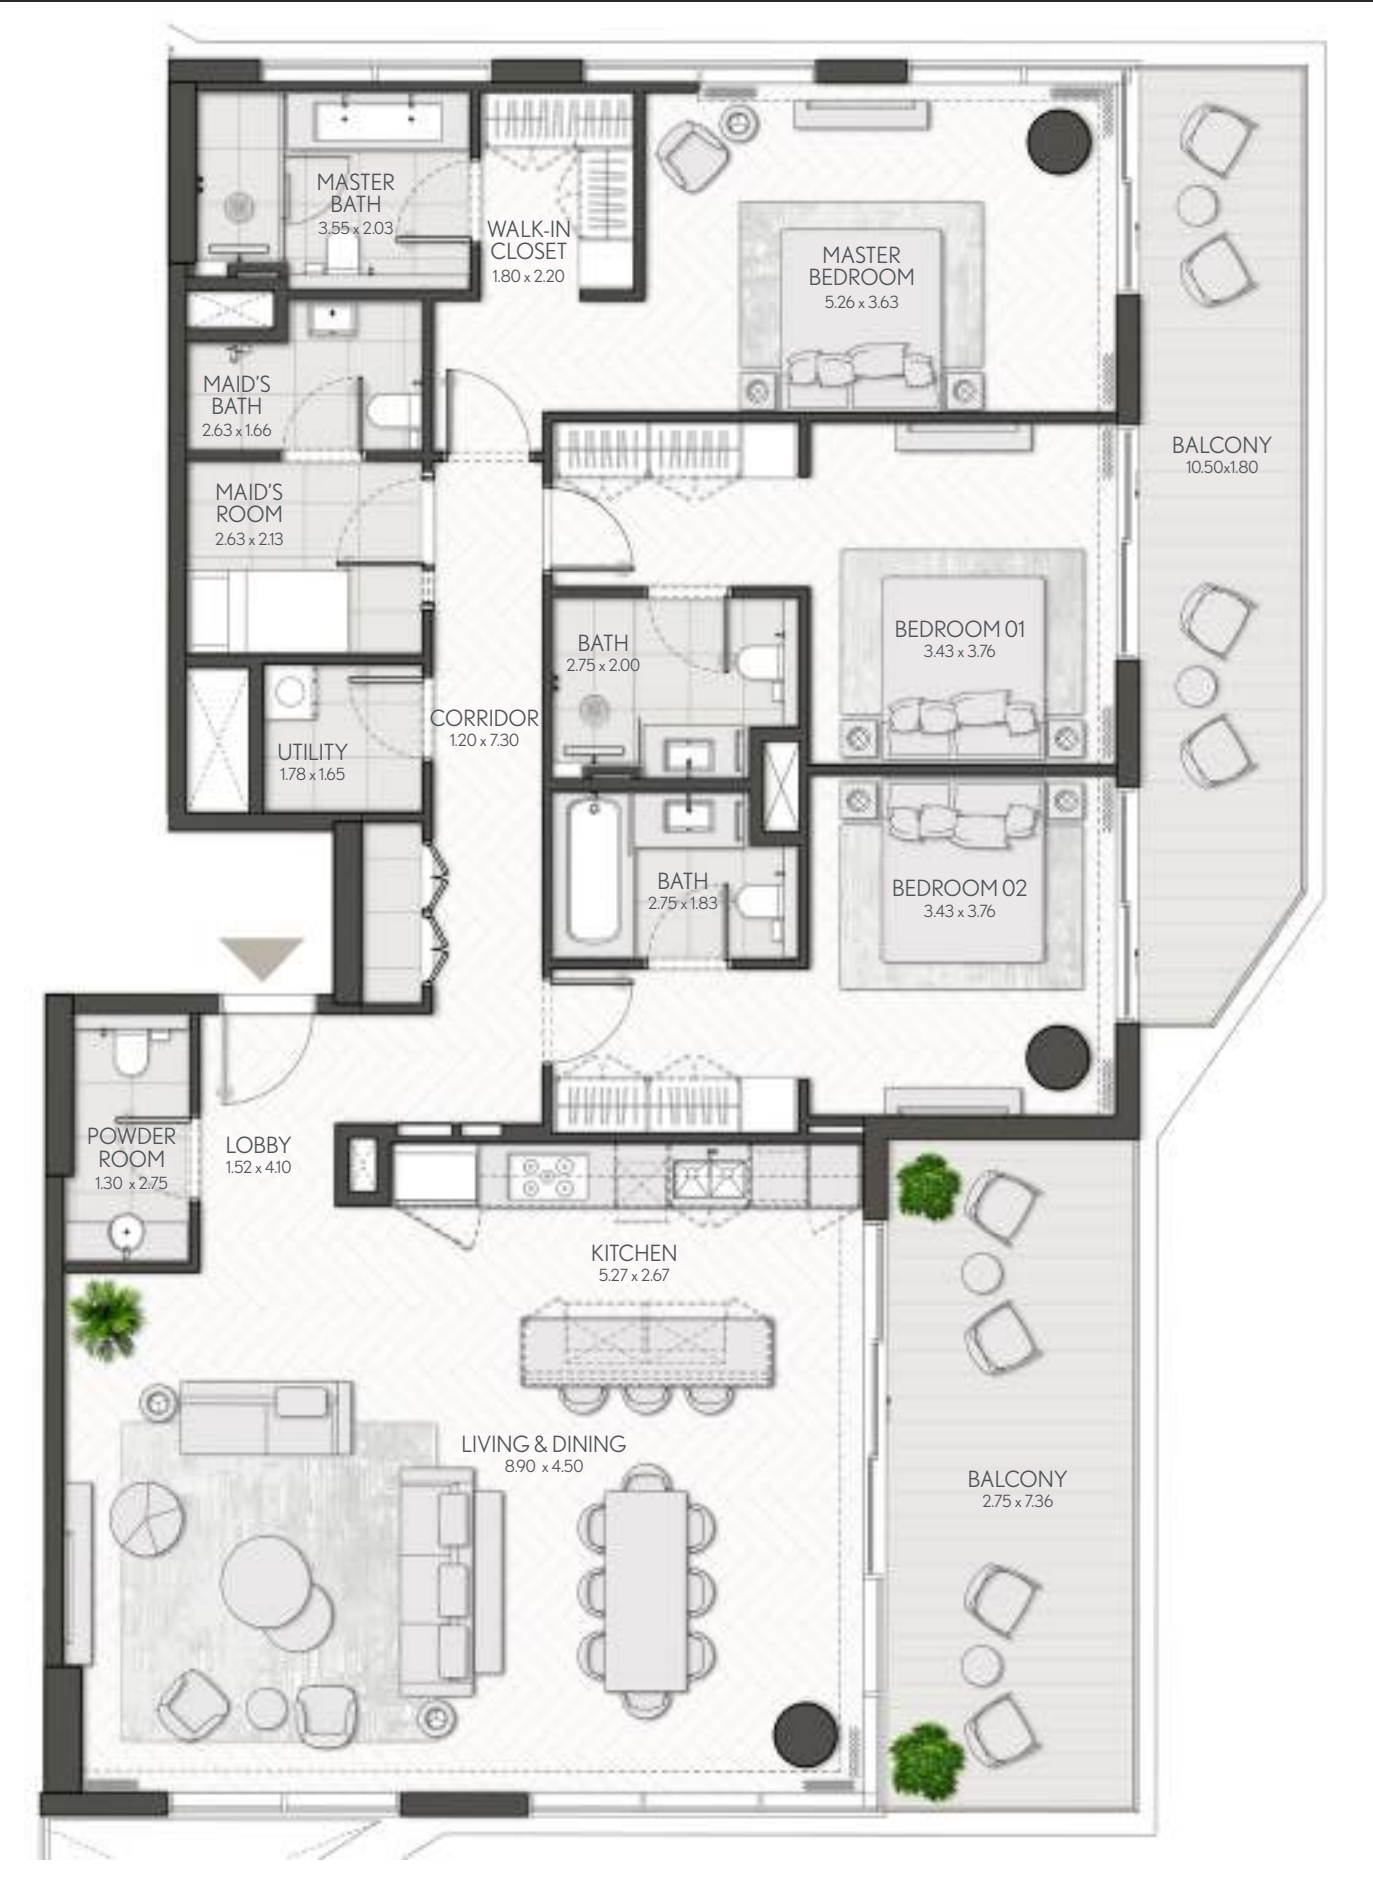 MASTER
BATH
3.55 x 2.03
WALK-IN
CLOSET
1.80 x 2.20
MASTER
BEDROOM
5.26 x 3.63
MAID'S
BATH
2.63 x 1.66
BALCONY
10.50x1.80
MAID'S
ROOM
2.63 x 2.13
BATH
2.75 x 2.00
BEDROOM 01
3.43 x 3.76
CORRIDOR
1.20 x 7.30
UTILITY
1.78 x 1.65
BATH
2.75 x 1.83
BEDROOM 02
3.43 x 3.76
POWDER
ROOM
1.30 x 2.75
LOBBY
1.52 x 4.10
KITCHEN
5.27 x 2.67
LIVING & DINING
8.90 x 4.50
BALCONY
2.75 x 7.36